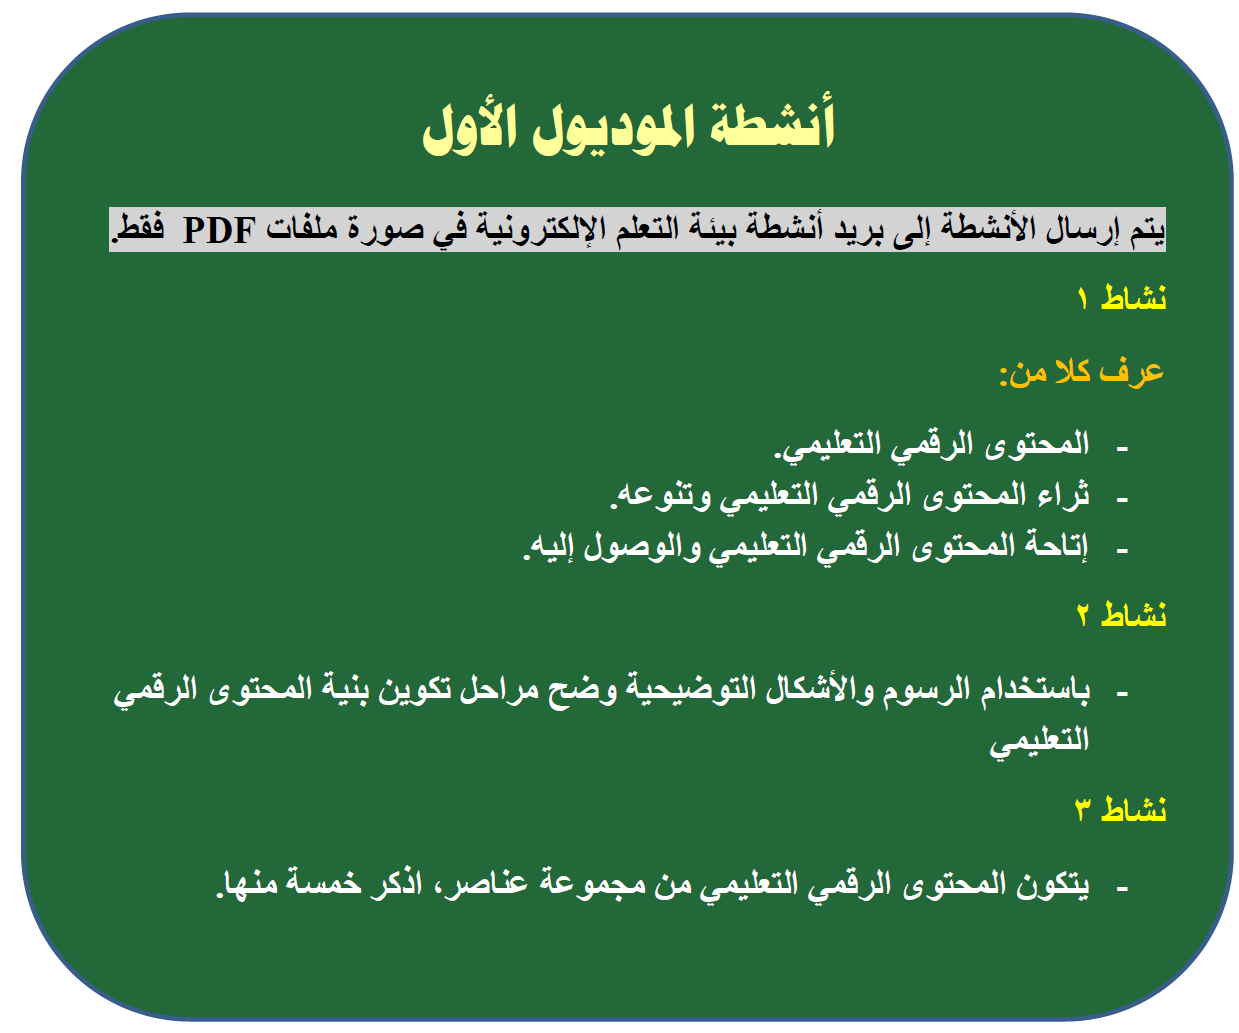 أنشطة الموديول الأول
يتم إرسال الأنشطة إلى بريد أنشطة بيئة التعلم الإلكترونية في صورة ملفات PDF فقط.
نشاط ١
عرف كلا من:
- المحتوى الرقمي التعليمي.
- ثراء المحتوى الرقمي التعليمي وتنوعه.
- إتاحة المحتوى الرقمي التعليمي والوصول إليه.
نشاط ٢
- باستخدام الرسوم والأشكال التوضيحية وضح مراحل تكوين بنية المحتوى الرقمي
التعليمي
نشاط ٣
- يتكون المحتوى الرقمي التعليمي من مجموعة عناصر، اذكر خمسة منها.